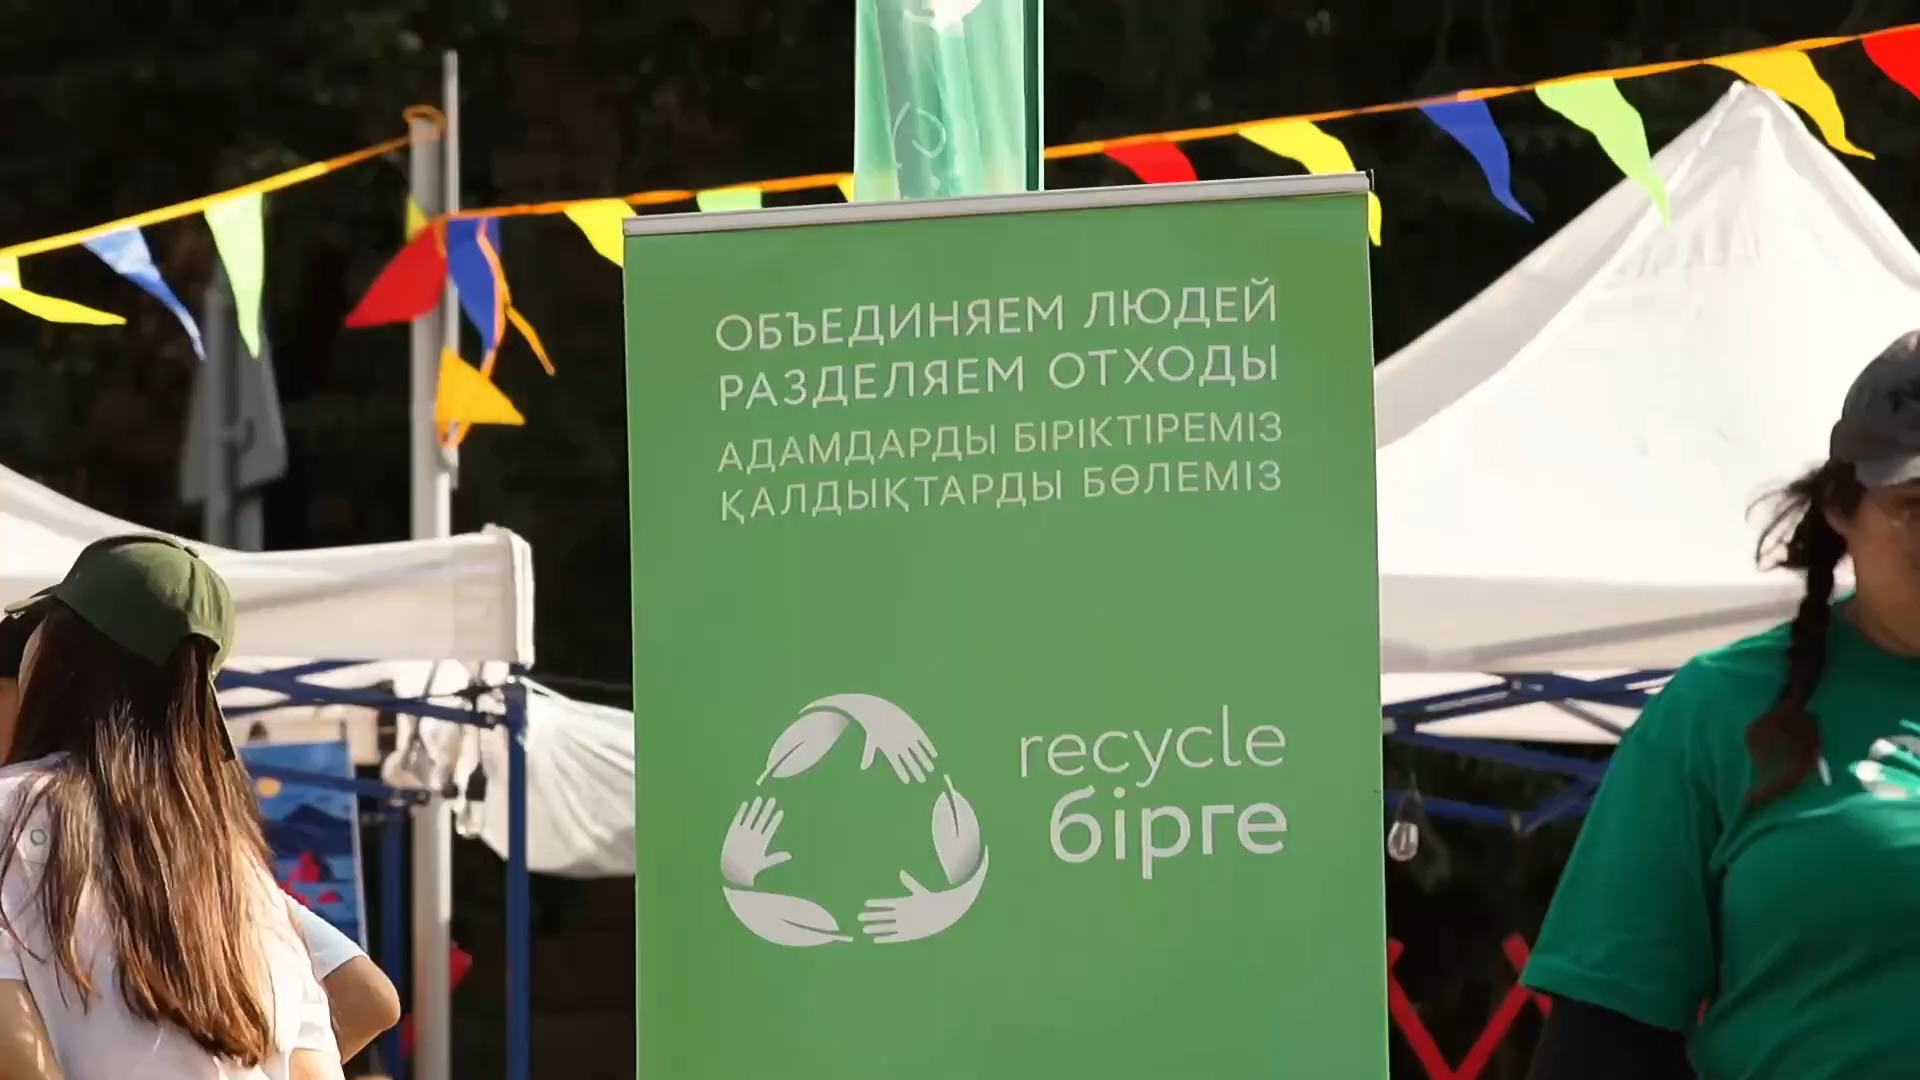 ОБЪЕДИНЯЕМ ЛЮДЕЙ
РАЗДЕЛЯЕМ ОТХОДЫ
АДАМДАРДЫ БІРІКТІРЕМІЗ
ҚАЛДЫҚТАРДЫ БӨЛЕМІЗ
recycle
бірге